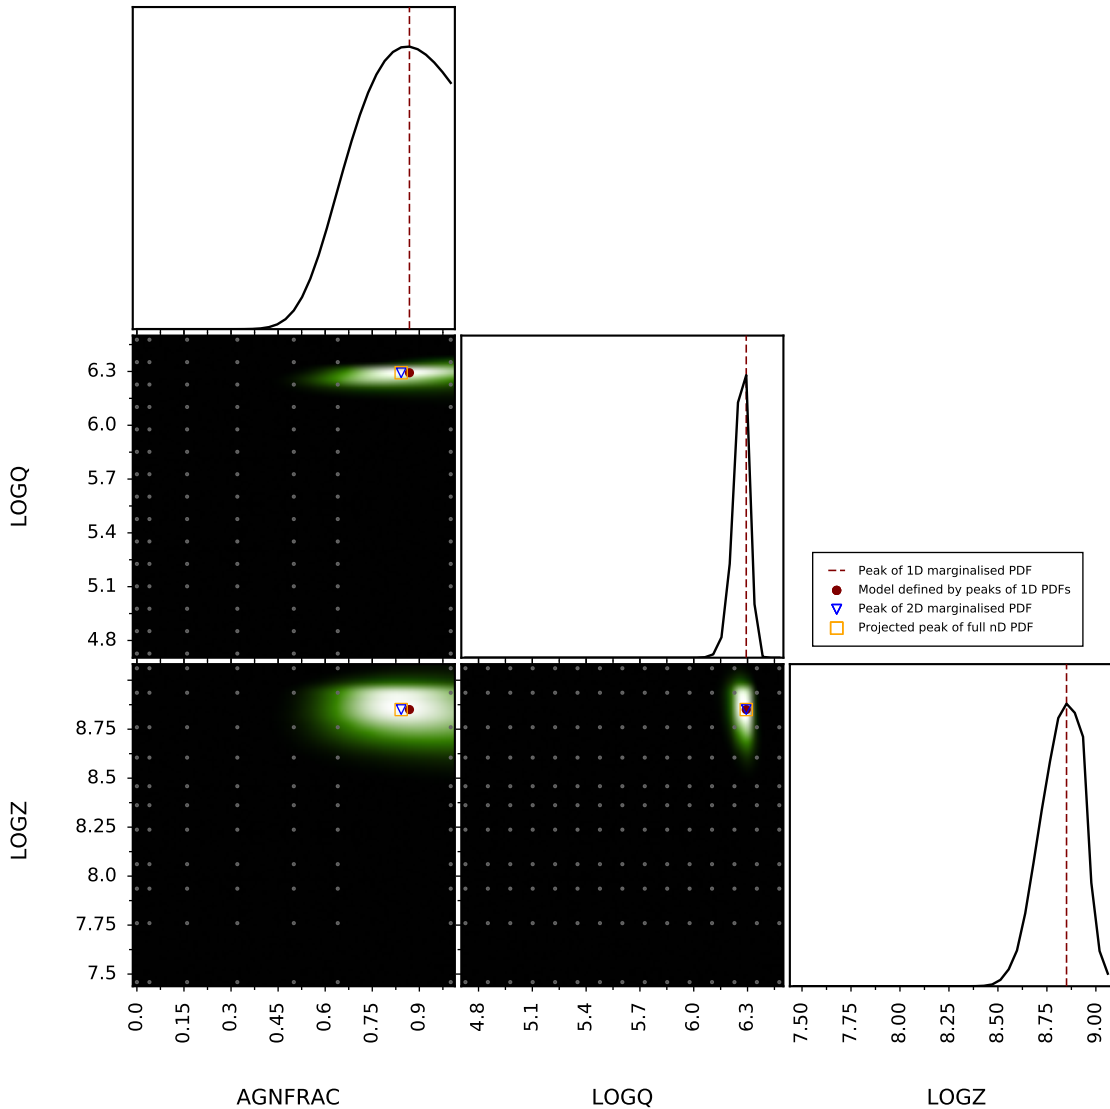 LOGQ
6.3
6.0
5.7
5.4
5.1
4.8
Peak of 1D marginalised PDF
Model defined by peaks of 1D PDFs
Peak of 2D marginalised PDF
Projected peak of full nD PDF
LOGZ
8.75
8.5
8.25
8.0
7.75
7.5
0.0 0.15 0.3 0.45 0.6 0.75 0.9
4.8 5.1 5.4 5.7 6.0 6.3
7.50 7.75 8.00 8.25 8.50 8.75 9.00
AGNFRAC
LOGQ
LOGZ